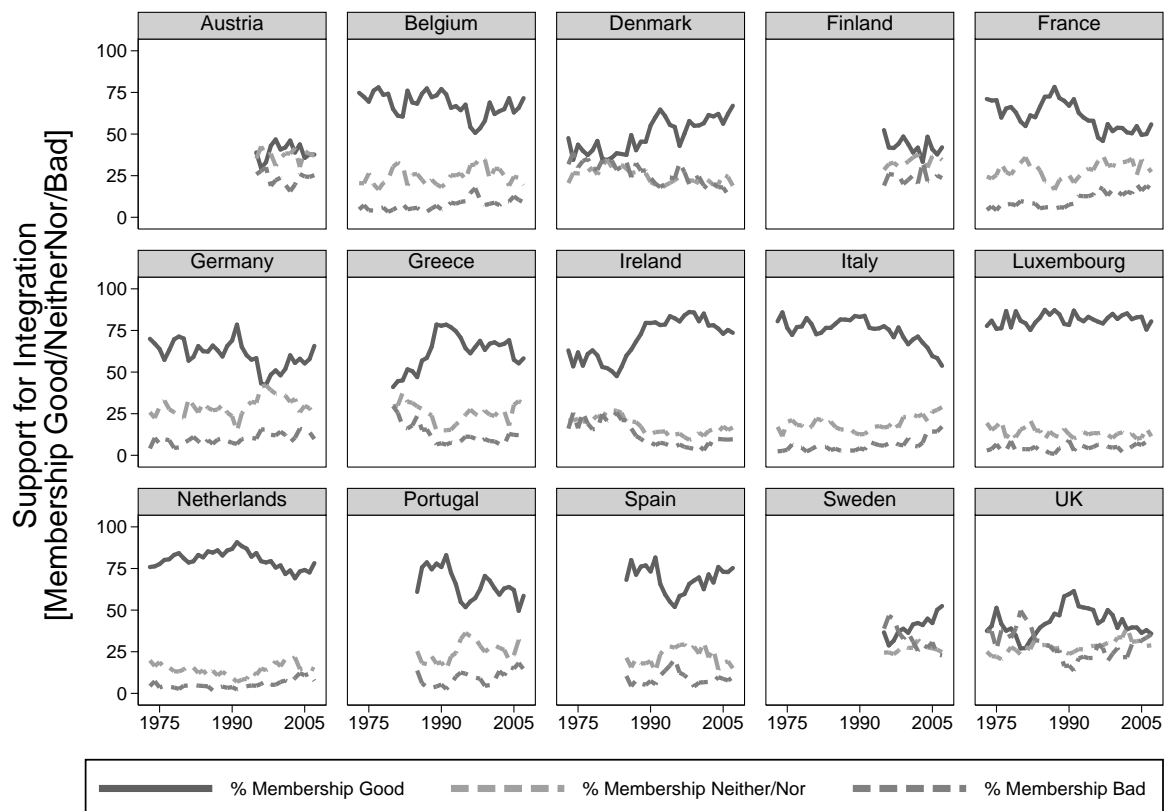 Support for Integration
[Membership Good/NeitherNor/Bad]
Austria
Belgium
Denmark
Finland
France
100
75
50
25
0
Germany
Greece
Ireland
Italy
Luxembourg
100
75
50
25
0
Netherlands
Portugal
Spain
Sweden
UK
100
75
50
25
0
1975 1990 2005
1975 1990 2005
1975 1990 2005
1975 1990 2005
1975 1990 2005
% Membership Good
% Membership Neither/Nor
% Membership Bad